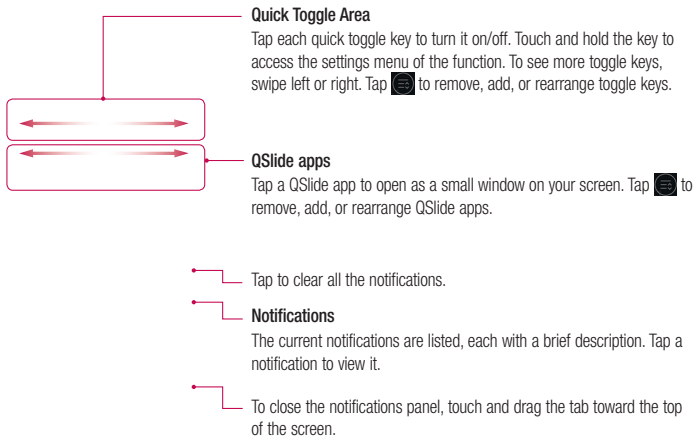 Quick Toggle Area
Tap each quick toggle key to turn it on/off. Touch and hold the key to
access the settings menu of the function. To see more toggle keys,
swipe left or right. Tap to remove, add, or rearrange toggle keys.
QSlide apps
Tap a QSlide app to open as a small window on your screen. Tap to
remove, add, or rearrange QSlide apps.
Tap to clear all the notifications.
Notifications
The current notifications are listed, each with a brief description. Tap a
notification to view it.
To close the notifications panel, touch and drag the tab toward the top
of the screen.